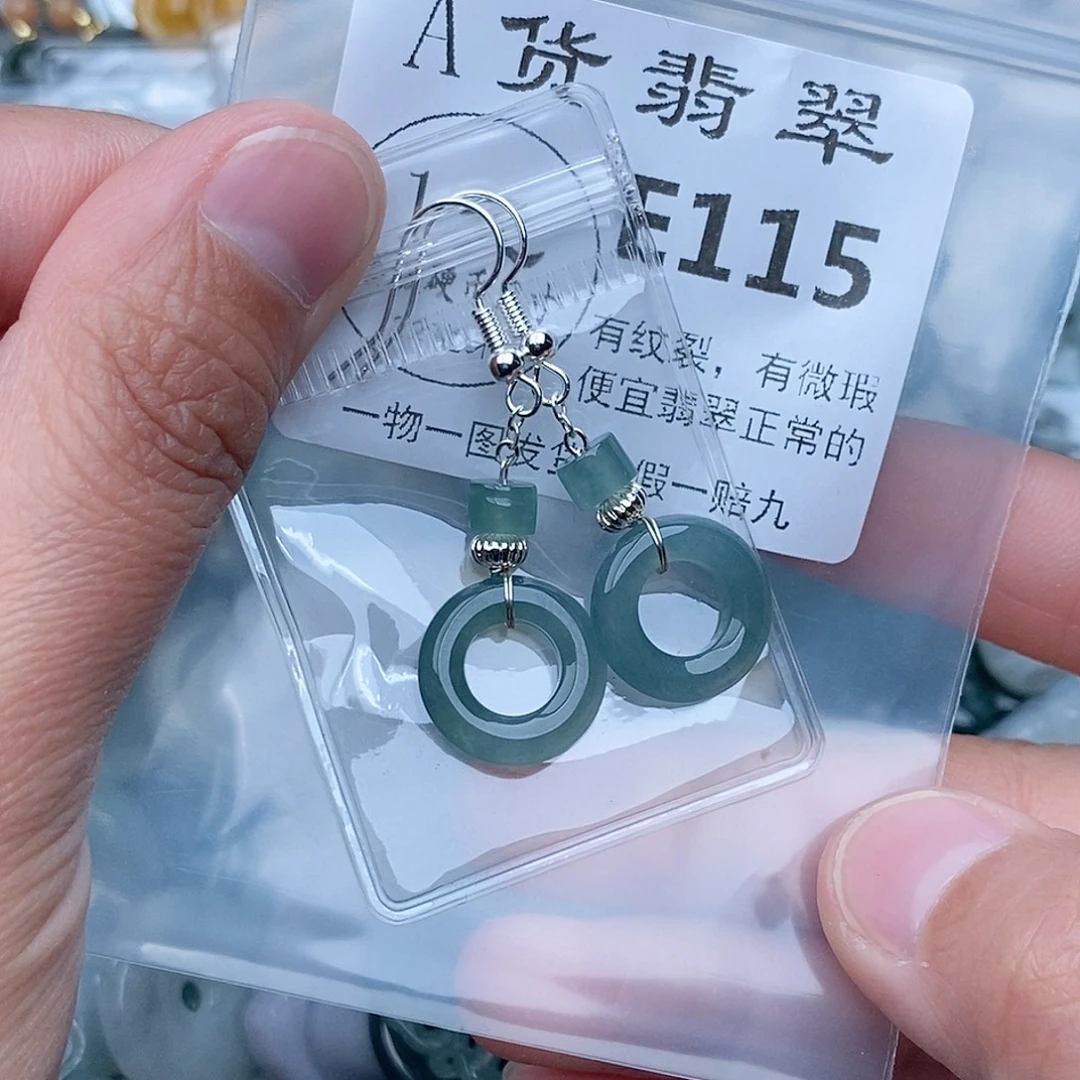 A货翡翠
E115
有纹裂，有微瑕
便宜翡翠正常的
一物一图发货 假一赔九